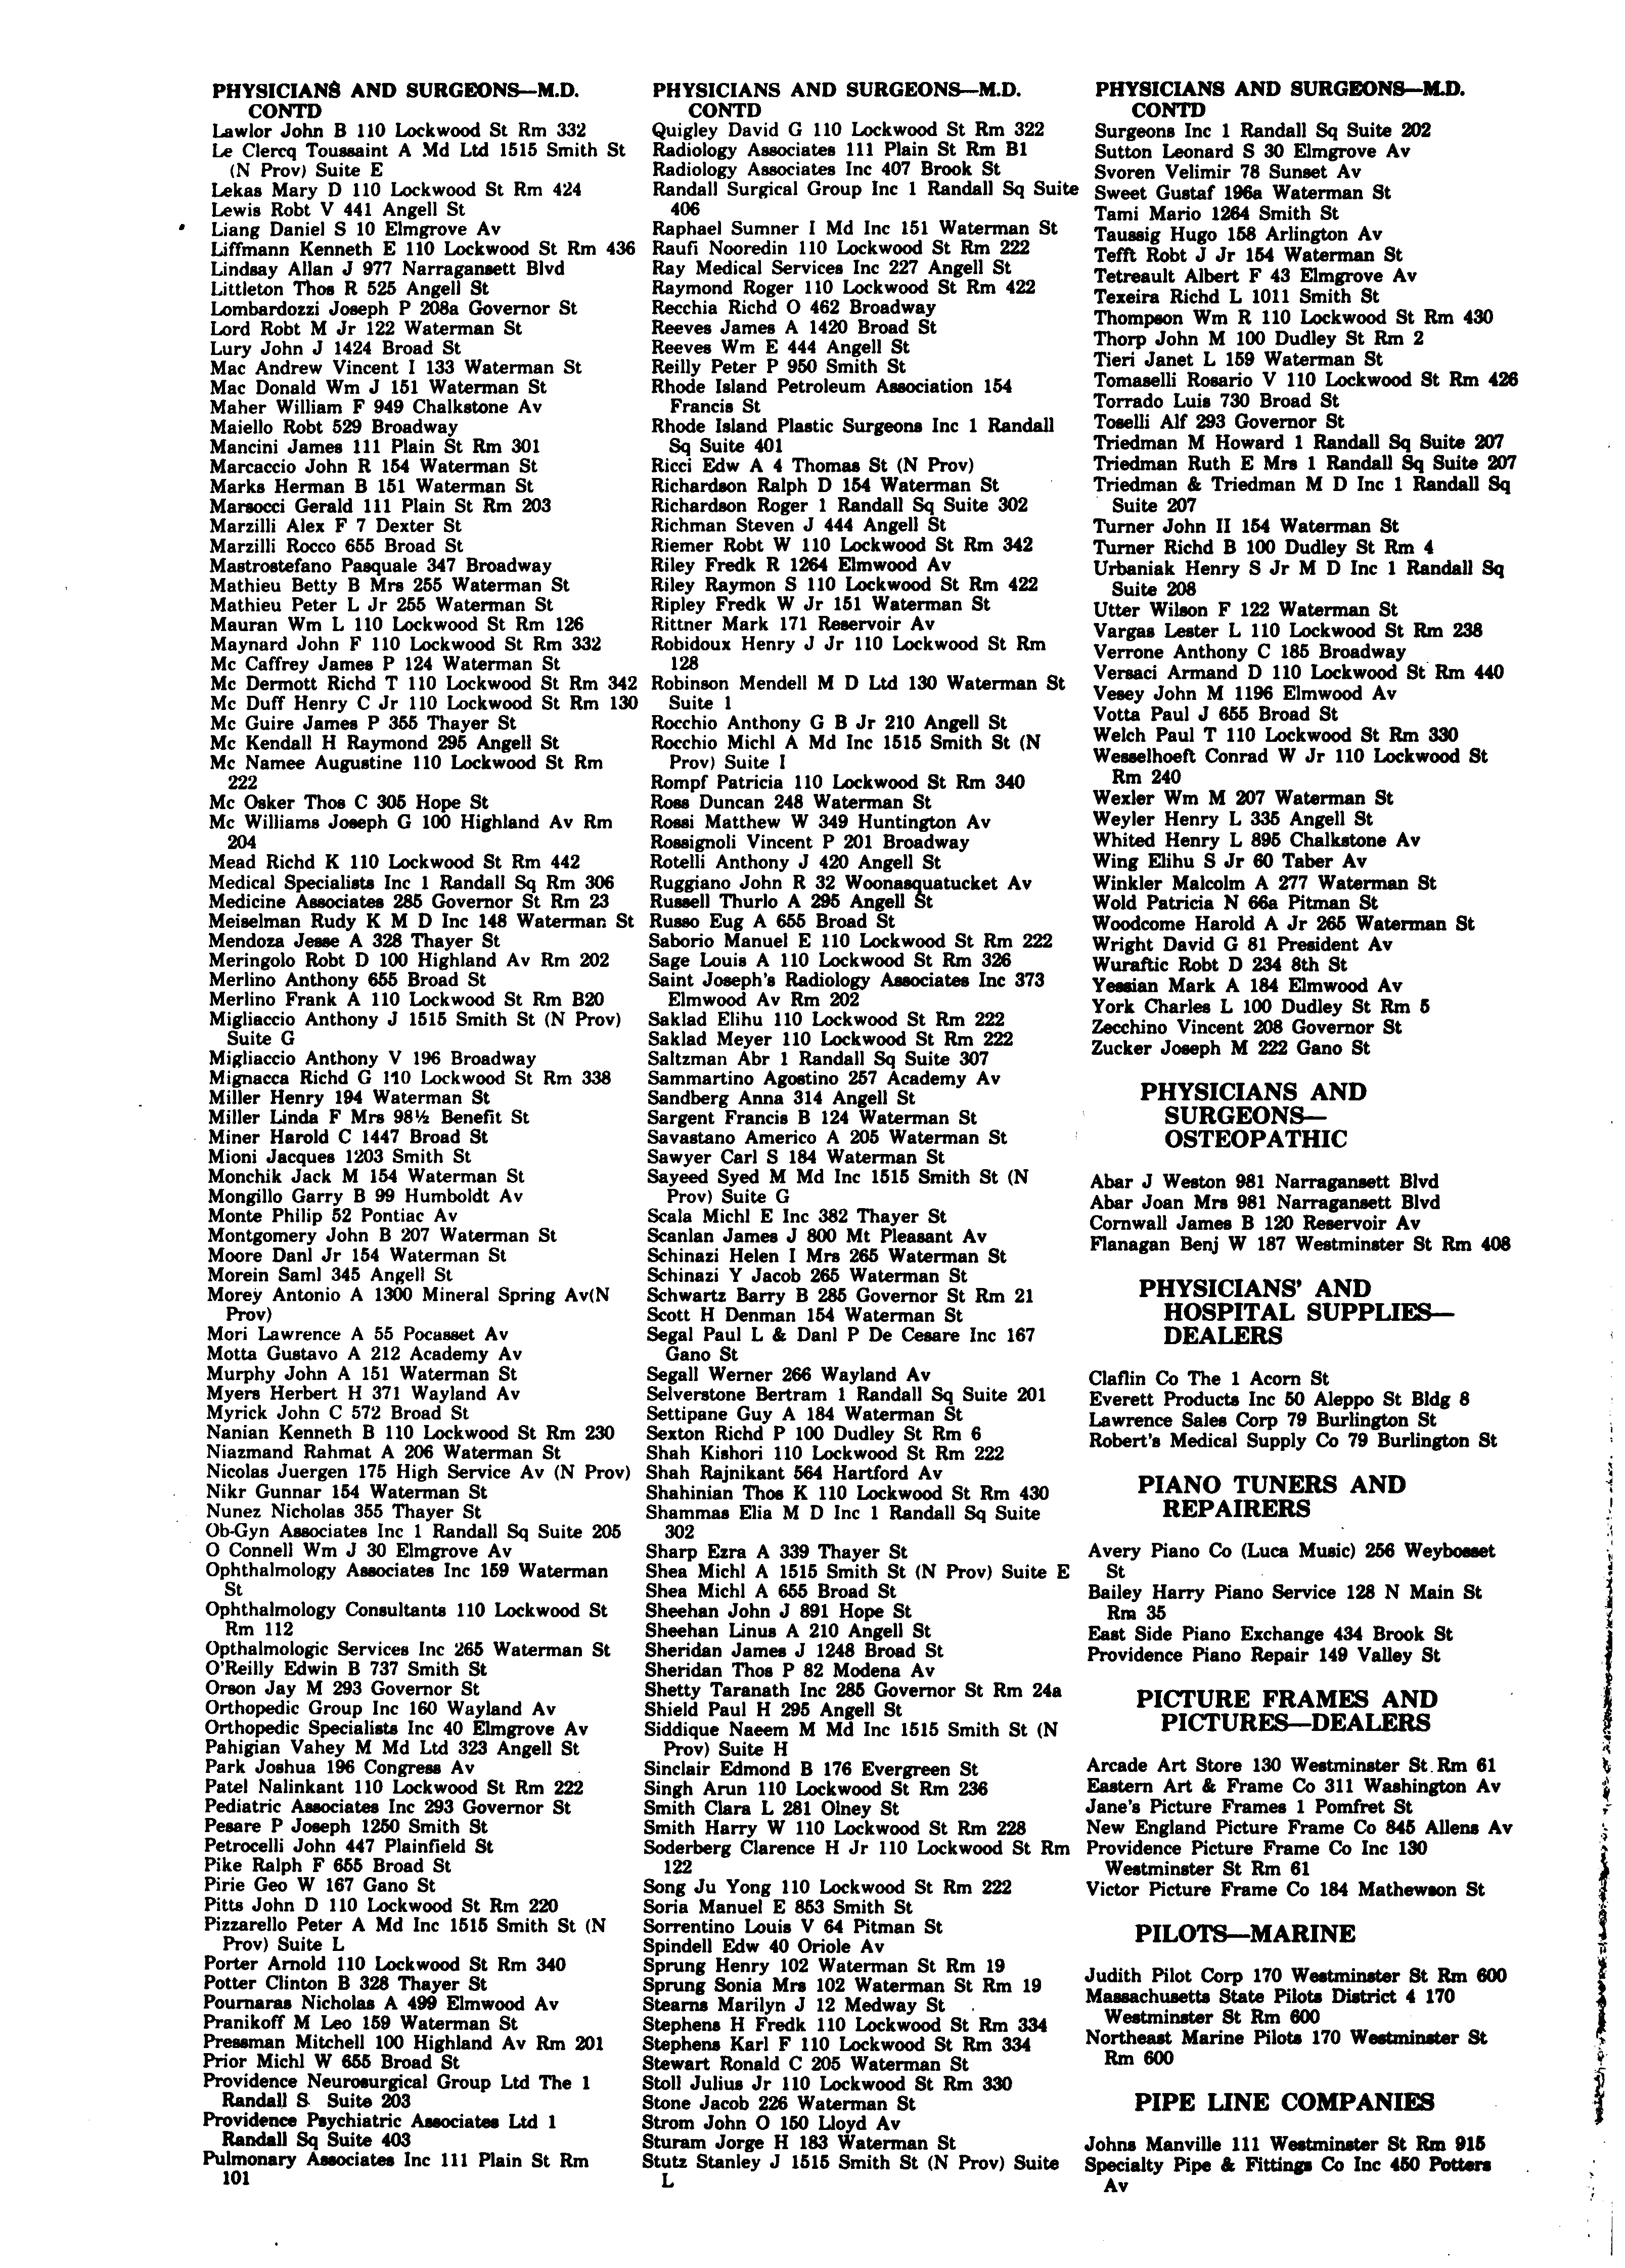 PHYSICIANS AND SURGEONS—M.D.
CONTD
Lawlor John B 110 Lockwood St Rm 332
Le Clercq Toussaint A Md Ltd 1515 Smith St
(N Prov) Suite E
Lekas Mary D 110 Lockwood St Rm 424
Lewis Robt V 441 Angell St
Liang Daniel S 10 Elmgrove Av
Liffmann Kenneth E 110 Lockwood St Rm 436
Lindsay Allan J 977 Narragansett Blvd
Littleton Thos R 525 Angell St
Lombardozzi Joseph P 208a Governor St
Lord Robt M Jr 122 Waterman St
Lury John J 1424 Broad St
Mac Andrew Vincent I 133 Waterman St
Mac Donald Wm J 151 Waterman St
Maher William F 949 Chalkstone Av
Maiello Robt 529 Broadway
Mancini James 111 Plain St Rm 301
Marcaccio John R 154 Waterman St
Marks Herman B 151 Waterman St
Marsocci Gerald 111 Plain St Rm 203
Marzilli Alex F 7 Dexter St
Marzilli Rocco 655 Broad St
Mastrostefano Pasquale 347 Broadway
Mathieu Betty B Mrs 255 Waterman St
Mathieu Peter L Jr 255 Waterman St
Mauran Wm L 110 Lockwood St Rm 126
Maynard John F 110 Lockwood St Rm 332
Mc Caffrey James P 124 Waterman St
Mc Dermott Richd T 110 Lockwood St Rm 342
Mc Duff Henry C Jr 110 Lockwood St Rm 130
Mc Guire James P 355 Thayer St
Mc Kendall H Raymond 295 Angell St
Mc Namee Augustine 110 Lockwood St Rm
222
Mc Osker Thos C 305 Hope St
Mc Williams Joseph G 100 Highland Av Rm
204
Mead Richd K 110 Lockwood St Rm 442
Medical Specialists Inc 1 Randall Sq Rm 306
Medicine Associates 285 Governor St Rm 23
Meiselman Rudy K M D Inc 148 Waterman St
Mendoza Jesse A 328 Thayer St
Meringolo Robt D 100 Highland Av Rm 202
Merlino Anthony 655 Broad St
Merlino Frank A 110 Lockwood St Rm B20
Migliaccio Anthony J 1515 Smith St (N Prov)
Suite G
Migliaccio Anthony V 196 Broadway
Mignacca Richd G 110 Lockwood St Rm 338
Miller Henry 194 Waterman St
Miller Linda F Mrs 98½ Benefit St
Miner Harold C 1447 Broad St
Mioni Jacques 1203 Smith St
Monchik Jack M 154 Waterman St
Mongillo Garry B 99 Humboldt Av
Monte Philip 52 Pontiac Av
Montgomery John B 207 Waterman St
Moore Danl Jr 154 Waterman St
Morein Saml 345 Angell St
Morey Antonio A 1300 Mineral Spring Av(N
Prov)
Mori Lawrence A 55 Pocasset Av
Motta Gustavo A 212 Academy Av
Murphy John A 151 Waterman St
Myers Herbert H 371 Wayland Av
Myrick John C 572 Broad St
Nanian Kenneth B 110 Lockwood St Rm 230
Niazmand Rahmat A 206 Waterman St
Nicolas Juergen 175 High Service Av (N Prov)
Nikr Gunnar 154 Waterman St
Nunez Nicholas 355 Thayer St
Ob-Gyn Associates Inc 1 Randall Sq Suite 205
O Connell Wm J 30 Elmgrove Av
Ophthalmology Associates Inc 159 Waterman
St
Ophthalmology Consultants 110 Lockwood St
Rm 112
Opthalmologic Services Inc 265 Waterman St
O'Reilly Edwin B 737 Smith St
Orson Jay M 293 Governor St
Orthopedic Group Inc 160 Wayland Av
Orthopedic Specialists Inc 40 Elmgrove Av
Pahigian Vahey M Md Ltd 323 Angell St
Park Joshua 196 Congress Av
Patel Nalinkant 110 Lockwood St Rm 222
Pediatric Associates Inc 293 Governor St
Pesare P Joseph 1250 Smith St
Petrocelli John 447 Plainfield St
Pike Ralph F 655 Broad St
Pirie Geo W 167 Gano St
Pitts John D 110 Lockwood St Rm 220
Pizzarello Peter A Md Inc 1515 Smith St (N
Prov) Suite L
Porter Arnold 110 Lockwood St Rm 340
Potter Clinton B 328 Thayer St
Pournaras Nicholas A 499 Elmwood Av
Pranikoff M Leo 159 Waterman St
Pressman Mitchell 100 Highland Av Rm 201
Prior Michl W 655 Broad St
Providence Neurosurgical Group Ltd The 1
Randall S Suite 203
Providence Psychiatric Associates Ltd 1
Randall Sq Suite 403
Pulmonary Associates Inc 111 Plain St Rm
101
PHYSICIANS AND SURGEONS—M.D.
CONTD
Quigley David G 110 Lockwood St Rm 322
Radiology Associates 111 Plain St Rm B1
Radiology Associates Inc 407 Brook St
Randall Surgical Group Inc 1 Randall Sq Suite
406
Raphael Sumner I Md Inc 151 Waterman St
Raufi Nooredin 110 Lockwood St Rm 222
Ray Medical Services Inc 227 Angell St
Raymond Roger 110 Lockwood St Rm 422
Recchia Richd O 462 Broadway
Reeves James A 1420 Broad St
Reeves Wm E 444 Angell St
Reilly Peter P 950 Smith St
Rhode Island Petroleum Association 154
Francis St
Rhode Island Plastic Surgeons Inc 1 Randall
Sq Suite 401
Ricci Edw A 4 Thomas St (N Prov)
Richardson Ralph D 154 Waterman St
Richardson Roger 1 Randall Sq Suite 302
Richman Steven J 444 Angell St
Riemer Robt W 110 Lockwood St Rm 342
Riley Fredk R 1264 Elmwood Av
Riley Raymon S 110 Lockwood St Rm 422
Ripley Fredk W Jr 151 Waterman St
Rittner Mark 171 Reservoir Av
Robidoux Henry J Jr 110 Lockwood St Rm
128
Robinson Mendell M D Ltd 130 Waterman St
Suite 1
Rocchio Anthony G B Jr 210 Angell St
Rocchio Michl A Md Inc 1515 Smith St (N
Prov) Suite I
Rompf Patricia 110 Lockwood St Rm 340
Ross Duncan 248 Waterman St
Rossi Matthew W 349 Huntington Av
Rossignoli Vincent P 201 Broadway
Rotelli Anthony J 420 Angell St
Ruggiano John R 32 Woonasquatucket Av
Russell Thurlo A 295 Angell St
Russo Eug A 655 Broad St
Saborio Manuel E 110 Lockwood St Rm 222
Sage Louis A 110 Lockwood St Rm 326
Saint Joseph's Radiology Associates Inc 373
Elmwood Av Rm 202
Saklad Elihu 110 Lockwood St Rm 222
Saklad Meyer 110 Lockwood St Rm 222
Saltzman Abr 1 Randall Sq Suite 307
Sammartino Agostino 257 Academy Av
Sandberg Anna 314 Angell St
Sargent Francis B 124 Waterman St
Savastano Americo A 205 Waterman St
Sawyer Carl S 184 Waterman St
Sayeed Syed M Md Inc 1515 Smith St (N
Prov) Suite G
Scala Michl E Inc 382 Thayer St
Scanlan James J 800 Mt Pleasant Av
Schinazi Helen I Mrs 265 Waterman St
Schinazi Y Jacob 265 Waterman St
Schwartz Barry B 285 Governor St Rm 21
Scott H Denman 154 Waterman St
Segal Paul L & Danl P De Cesare Inc 167
Gano St
Segall Werner 266 Wayland Av
Selverstone Bertram 1 Randall Sq Suite 201
Settipane Guy A 184 Waterman St
Sexton Richd P 100 Dudley St Rm 6
Shah Kishori 110 Lockwood St Rm 222
Shah Rajnikant 564 Hartford Av
Shahinian Thos K 110 Lockwood St Rm 430
Shammas Elia M D Inc 1 Randall Sq Suite
302
Sharp Ezra A 339 Thayer St
Shea Michl A 1515 Smith St (N Prov) Suite E
Shea Michl A 655 Broad St
Sheehan John J 891 Hope St
Sheehan Linus A 210 Angell St
Sheridan James J 1248 Broad St
Sheridan Thos P 82 Modena Av
Shetty Taranath Inc 285 Governor St Rm 24a
Shield Paul H 295 Angell St
Siddique Naeem M Md Inc 1515 Smith St (N
Prov) Suite H
Sinclair Edmond B 176 Evergreen St
Singh Arun 110 Lockwood St Rm 236
Smith Clara L 281 Olney St
Smith Harry W 110 Lockwood St Rm 228
Soderberg Clarence H Jr 110 Lockwood St Rm
122
Song Ju Yong 110 Lockwood St Rm 222
Soria Manuel E 853 Smith St
Sorrentino Louis V 64 Pitman St
Spindell Edw 40 Oriole Av
Sprung Henry 102 Waterman St Rm 19
Sprung Sonia Mrs 102 Waterman St Rm 19
Stearns Marilyn J 12 Medway St
Stephens H Fredk 110 Lockwood St Rm 334
Stephens Karl F 110 Lockwood St Rm 334
Stewart Ronald C 205 Waterman St
Stoll Julius Jr 110 Lockwood St Rm 330
Stone Jacob 226 Waterman St
Strom John O 150 Lloyd Av
Sturam Jorge H 183 Waterman St
Stutz Stanley J 1515 Smith St (N Prov) Suite
L
PHYSICIANS AND SURGEONS—M.D.
CONTD
Surgeons Inc 1 Randall Sq Suite 202
Sutton Leonard S 30 Elmgrove Av
Svoren Velimir 78 Sunset Av
Sweet Gustaf 196a Waterman St
Tami Mario 1264 Smith St
Taussig Hugo 158 Arlington Av
Tefft Robt J Jr 154 Waterman St
Tetreault Albert F 43 Elmgrove Av
Texeira Richd L 1011 Smith St
Thompson Wm R 110 Lockwood St Rm 430
Thorp John M 100 Dudley St Rm 2
Tieri Janet L 159 Waterman St
Tomaselli Rosario V 110 Lockwood St Rm 426
Torrado Luis 730 Broad St
Toselli Alf 293 Governor St
Triedman M Howard 1 Randall Sq Suite 207
Triedman Ruth E Mrs 1 Randall Sq Suite 207
Triedman & Triedman M D Inc 1 Randall Sq
Suite 207
Turner John II 154 Waterman St
Turner Richd B 100 Dudley St Rm 4
Urbaniak Henry S Jr M D Inc 1 Randall Sq
Suite 208
Utter Wilson F 122 Waterman St
Vargas Lester L 110 Lockwood St Rm 238
Verrone Anthony C 185 Broadway
Versaci Armand D 110 Lockwood St Rm 440
Vesey John M 1196 Elmwood Av
Votta Paul J 655 Broad St
Welch Paul T 110 Lockwood St Rm 330
Wesselhoeft Conrad W Jr 110 Lockwood St
Rm 240
Wexler Wm M 207 Waterman St
Weyler Henry L 335 Angell St
Whited Henry L 895 Chalkstone Av
Wing Elihu S Jr 60 Taber Av
Winkler Malcolm A 277 Waterman St
Wold Patricia N 66a Pitman St
Woodcome Harold A Jr 265 Waterman St
Wright David G 81 President Av
Wuraftic Robt D 234 8th St
Yessian Mark A 184 Elmwood Av
York Charles L 100 Dudley St Rm 5
Zecchino Vincent 208 Governor St
Zucker Joseph M 222 Gano St
PHYSICIANS AND
SURGEONS—
OSTEOPATHIC
Abar J Weston 981 Narragansett Blvd
Abar Joan Mrs 981 Narragansett Blvd
Cornwall James B 120 Reservoir Av
Flanagan Benj W 187 Westminster St Rm 408
PHYSICIANS' AND
HOSPITAL SUPPLIES—
DEALERS
Claflin Co The 1 Acorn St
Everett Products Inc 50 Aleppo St Bldg 8
Lawrence Sales Corp 79 Burlington St
Robert's Medical Supply Co 79 Burlington St
PIANO TUNERS AND
REPAIRERS
Avery Piano Co (Luca Music) 256 Weybosset
St
Bailey Harry Piano Service 128 N Main St
Rm 35
East Side Piano Exchange 434 Brook St
Providence Piano Repair 149 Valley St
PICTURE FRAMES AND
PICTURES—DEALERS
Arcade Art Store 130 Westminster St Rm 61
Eastern Art & Frame Co 311 Washington Av
Jane's Picture Frames 1 Pomfret St
New England Picture Frame Co 845 Allens Av
Providence Picture Frame Co Inc 130
Westminster St Rm 61
Victor Picture Frame Co 184 Mathewson St
PILOTS—MARINE
Judith Pilot Corp 170 Westminster St Rm 600
Massachusetts State Pilots District 4 170
Westminster St Rm 600
Northeast Marine Pilots 170 Westminster St
Rm 600
PIPE LINE COMPANIES
Johns Manville 111 Westminster St Rm 915
Specialty Pipe & Fittings Co Inc 450 Potters
Av